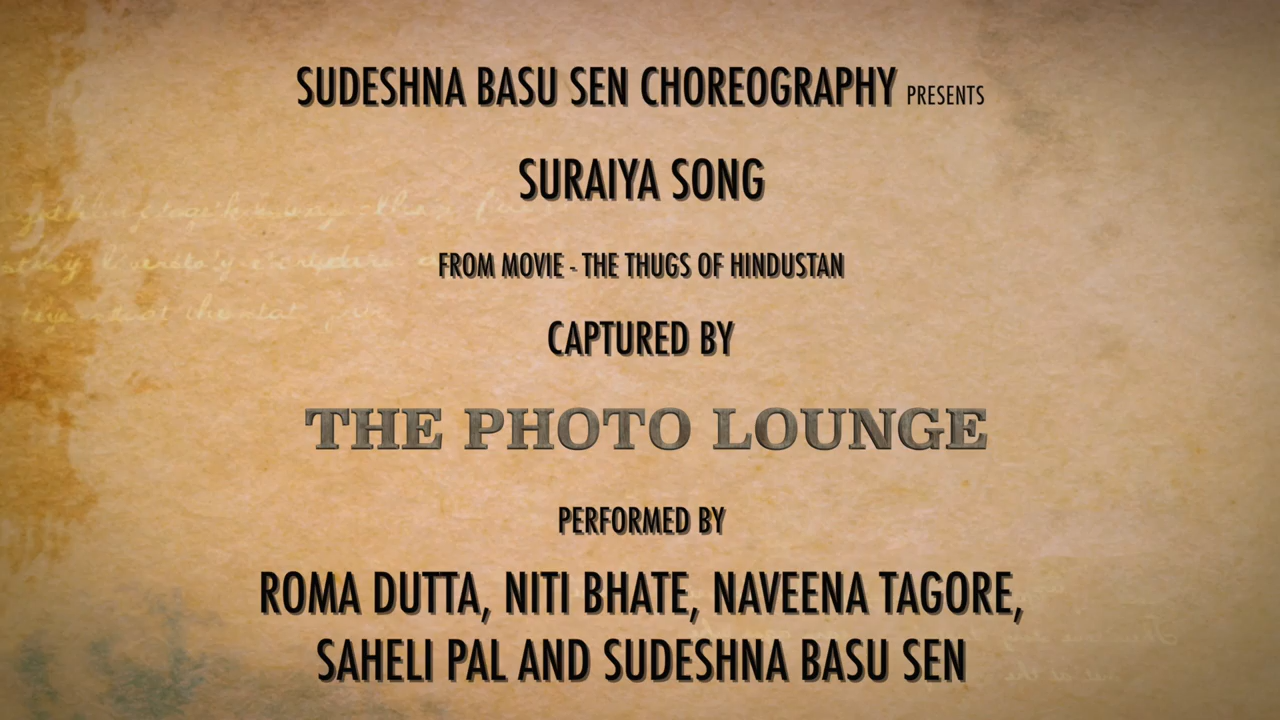 SUDESHNA BASU SEN CHOREOGRAPHY PRESENTS
SURAIYA SONG
FROM MOVIE - THE THUGS OF HINDUSTAN
CAPTURED BY
THE PHOTO LOUNGE
PERFORMED BY
ROMA DUTTA, NITI BHATE, NAVEENA TAGORE,
SAHELI PAL AND SUDESHNA BASU SEN